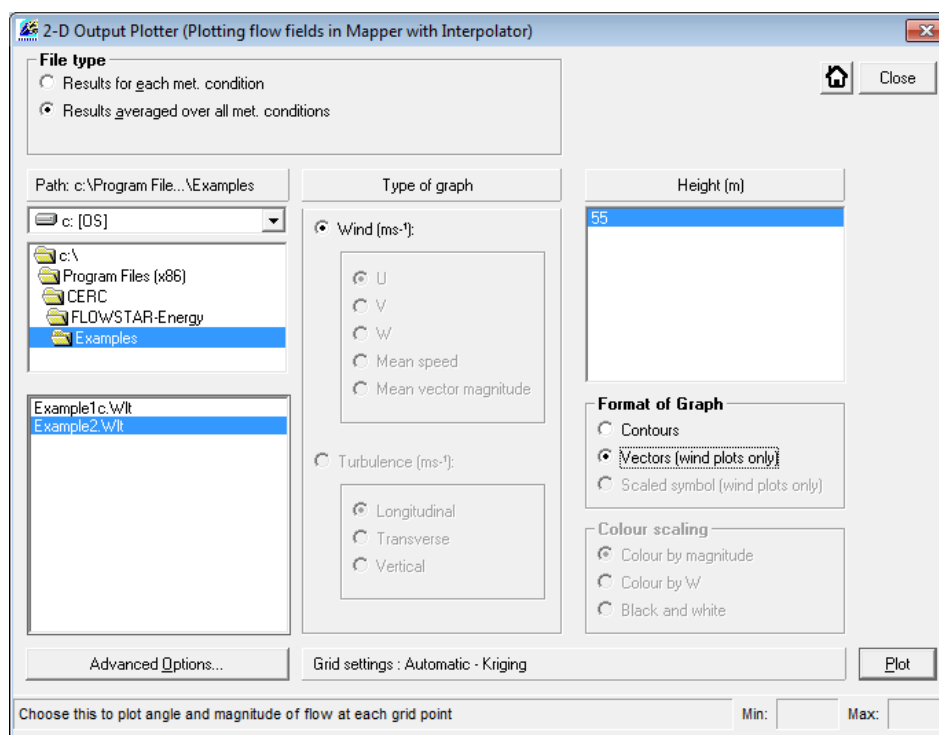 2-D Output Plotter (Plotting flow fields in Mapper with Interpolator)
File type
Results for each met. condition
Results averaged over all met. conditions
Close
Path: c:\Program File...\Examples
Type of graph
Height (m)
c: [OS]
c:\
Program Files (x86)
CERC
FLOWSTAR-Energy
Examples
Example1c.Wlt
Example2.Wlt
Wind (ms-¹):
U
V
W
Mean speed
Mean vector magnitude
Turbulence (ms-¹):
Longitudinal
Transverse
Vertical
55
Format of Graph
Contours
Vectors (wind plots only)
Scaled symbol (wind plots only)
Colour scaling
Colour by magnitude
Colour by W
Black and white
Advanced Options...
Grid settings : Automatic - Kriging
Plot
Choose this to plot angle and magnitude of flow at each grid point
Min:
Max: